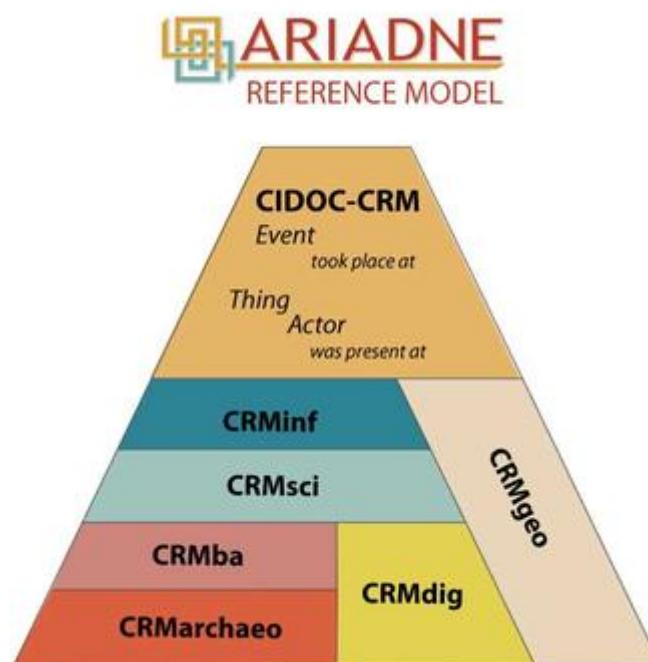 ARIADNE
REFERENCE MODEL
CIDOC-CRM
Event
took place at
Thing
Actor
was present at
CRMinf
CRMsci
CRMgeo
CRMba
CRMdig
CRMarchaeo